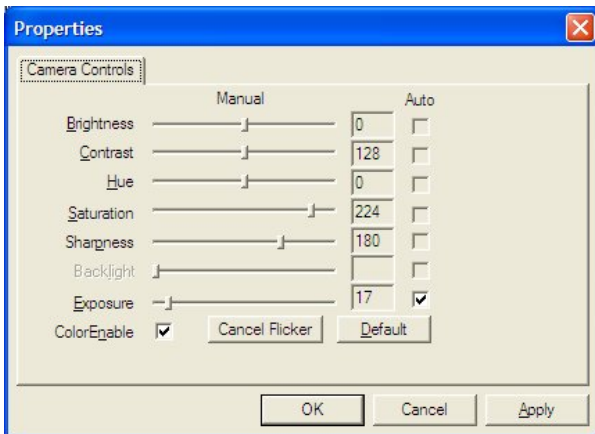 Properties
Camera Controls
Manual Auto
Brightness 0
Contrast 128
Hue 0
Saturation 224
Sharpness 180
Backlight
Exposure 17
ColorEnable Cancel Flicker Default
OK Cancel Apply